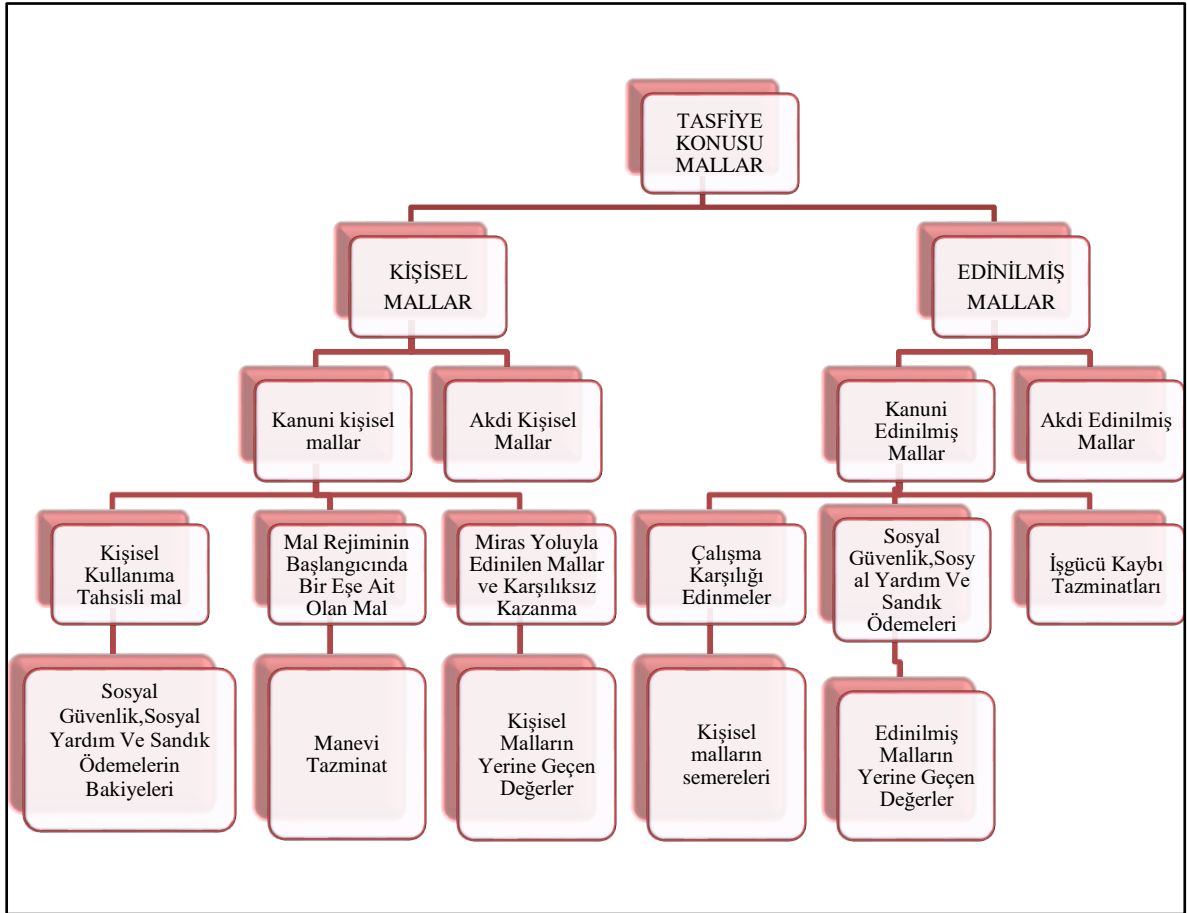 TASFİYE
KONUSU
MALLAR
KİŞİSEL
MALLAR
EDİNİLMİŞ
MALLAR
Kanuni kişisel
mallar
Akdi Kişisel
Mallar
Kanuni
Edinilmiş
Mallar
Akdi Edinilmiş
Mallar
Kişisel
Kullanıma
Tahsisli mal
Mal Rejiminin
Başlangıcında
Bir Eşe Ait
Olan Mal
Miras Yoluyla
Edinilen Mallar
ve Karşılıksız
Kazanma
Çalışma
Karşılığı
Edinmeler
Sosyal
Güvenlik,Sosy
al Yardım Ve
Sandık
Ödemeleri
İşgücü Kaybı
Tazminatları
Sosyal
Güvenlik,Sosyal
Yardım Ve Sandık
Ödemelerin
Bakiyeleri
Manevi
Tazminat
Kişisel
Malların
Yerine Geçen
Değerler
Kişisel
malların
semereleri
Edinilmiş
Malların
Yerine Geçen
Değerler